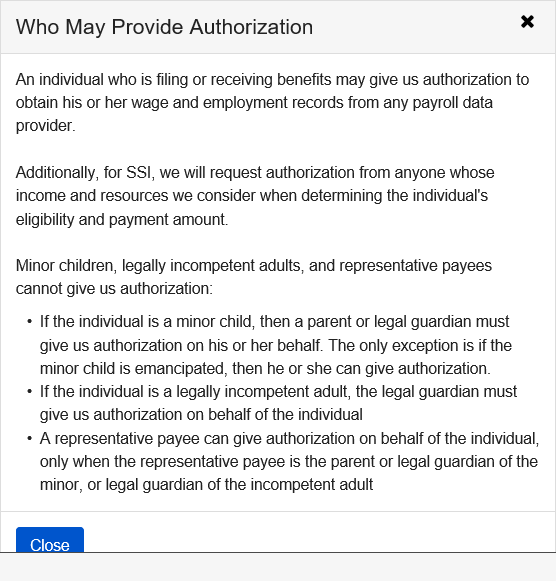 Who May Provide Authorization
An individual who is filing or receiving benefits may give us authorization to
obtain his or her wage and employment records from any payroll data
provider.
Additionally, for SSI, we will request authorization from anyone whose
income and resources we consider when determining the individual's
eligibility and payment amount.
Minor children, legally incompetent adults, and representative payees
cannot give us authorization:
• If the individual is a minor child, then a parent or legal guardian must
give us authorization on his or her behalf. The only exception is if the
minor child is emancipated, then he or she can give authorization.
• If the individual is a legally incompetent adult, the legal guardian must
give us authorization on behalf of the individual
• A representative payee can give authorization on behalf of the individual,
only when the representative payee is the parent or legal guardian of the
minor, or legal guardian of the incompetent adult
Close